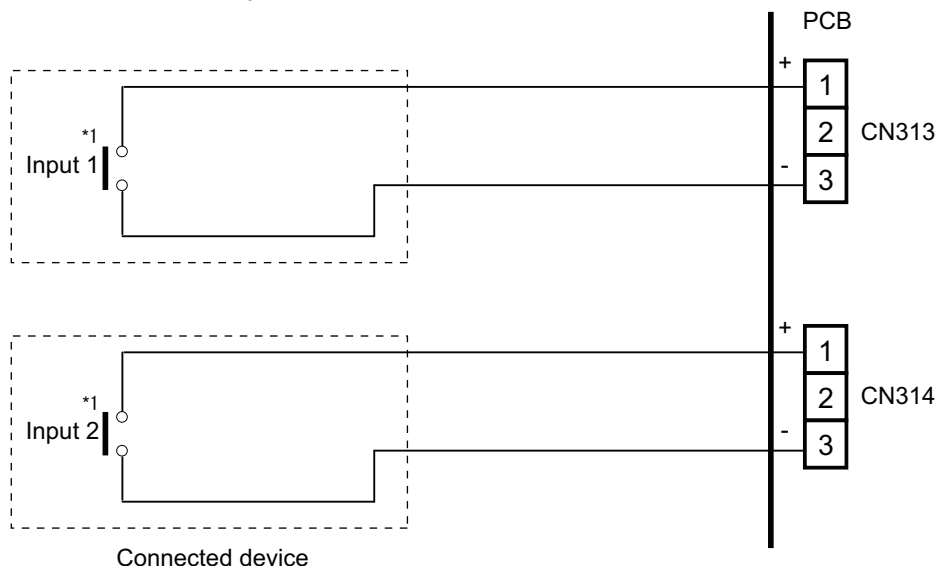 PCB
+
1
*1
Input 1
2
CN313
-
3
+
1
*1
Input 2
2
CN314
-
3
Connected device